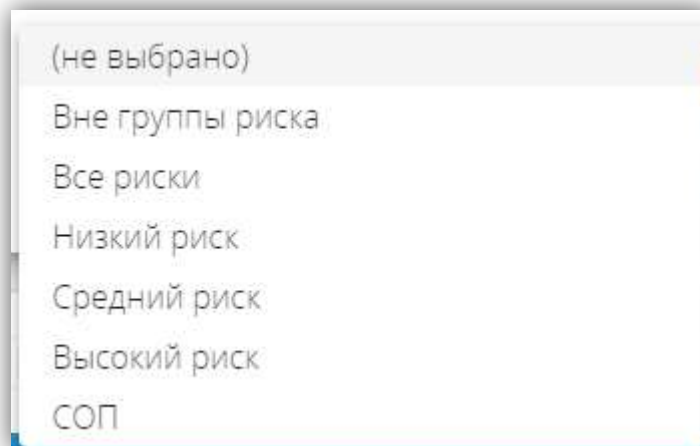 (не выбрано)
Вне группы риска
Все риски
Низкий риск
Средний риск
Высокий риск
СОП